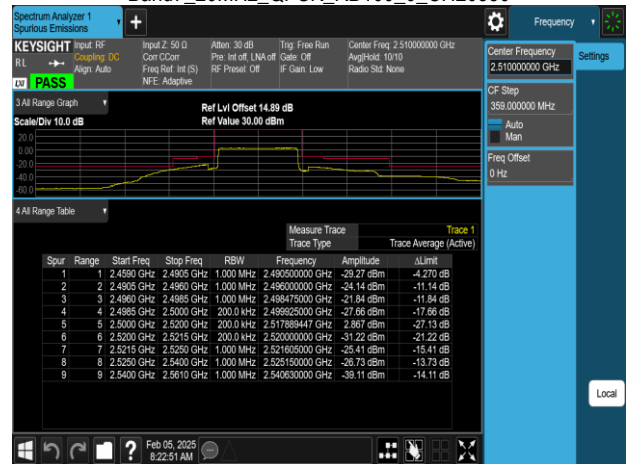 Spectrum Analyzer 1
Spurious Emissions
Frequency
KEYSIGHT
RL
LXI
PASS
Input: RF
Coupling: DC
Align: Auto
Input Z: 50 Ω
Corr CCorr
Freq Ref: Int (S)
NFE: Adaptive
Atten: 30 dB
Pre: Int off, LNA off
RF Preset: Off
Trig: Free Run
Gate: Off
IF Gain: Low
Center Freq: 2.510000000 GHz
Avg|Hold: 10/10
Radio Std: None
3 All Range Graph
Scale/Div 10.0 dB
Ref Lvl Offset 14.89 dB
Ref Value 30.00 dBm
20.0
0.00
-20.0
-40.0
-60.0
4 All Range Table
Measure Trace Trace 1
Trace Type Trace Average (Active)
Spur Range Start Freq Stop Freq RBW Frequency Amplitude ΔLimit
1 1 2.4590 GHz 2.4905 GHz 1.000 MHz 2.490500000 GHz -29.27 dBm -4.270 dB
2 2 2.4905 GHz 2.4960 GHz 1.000 MHz 2.496000000 GHz -24.14 dBm -11.14 dB
3 3 2.4960 GHz 2.4985 GHz 1.000 MHz 2.498475000 GHz -21.84 dBm -11.84 dB
4 4 2.4985 GHz 2.5000 GHz 200.0 kHz 2.499925000 GHz -27.66 dBm -17.66 dB
5 5 2.5000 GHz 2.5200 GHz 200.0 kHz 2.517889447 GHz 2.867 dBm -27.13 dB
6 6 2.5200 GHz 2.5215 GHz 200.0 kHz 2.520000000 GHz -31.22 dBm -21.22 dB
7 7 2.5215 GHz 2.5250 GHz 1.000 MHz 2.521605000 GHz -25.41 dBm -15.41 dB
8 8 2.5250 GHz 2.5400 GHz 1.000 MHz 2.525150000 GHz -26.73 dBm -13.73 dB
9 9 2.5400 GHz 2.5610 GHz 1.000 MHz 2.540630000 GHz -39.11 dBm -14.11 dB
Center Frequency
2.510000000 GHz
Settings
CF Step
359.000000 MHz
Auto
Man
Freq Offset
0 Hz
Local
?
Feb 05, 2025
8:22:51 AM